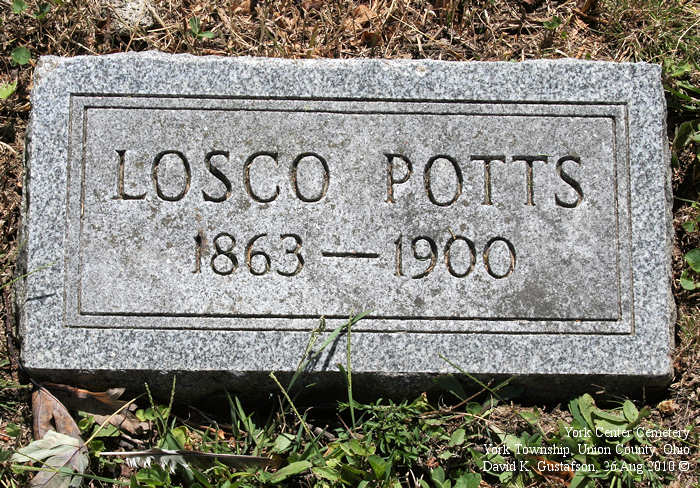 LOSCO POTTS
1863 — 1900
York Center Cemetery
York Township, Union County, Ohio
David K. Gustafson, 26 Aug 2010 ©